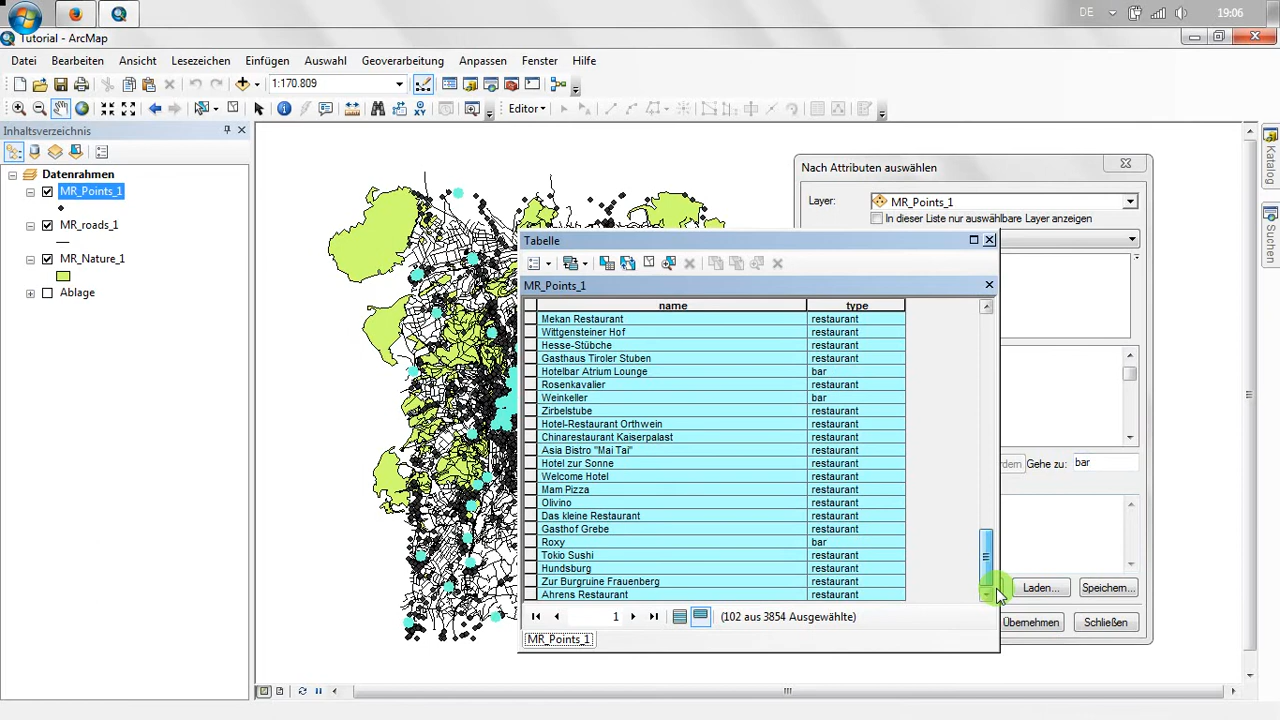 DE
19:06
Tutorial - ArcMap
Datei Bearbeiten Ansicht Lesezeichen Einfügen Auswahl Geoverarbeitung Anpassen Fenster Hilfe
1:170.809
Editor
Inhaltsverzeichnis
Datenrahmen
MR_Points_1
MR_roads_1
MR_Nature_1
Ablage
Nach Attributen auswählen
Layer: MR_Points_1
In dieser Liste nur auswählbare Layer anzeigen
Tabelle
MR_Points_1
name type
Mekan Restaurant restaurant
Wittgensteiner Hof restaurant
Hesse-Stübche restaurant
Gasthaus Tiroler Stuben restaurant
Hotelbar Atrium Lounge bar
Rosenkavalier restaurant
Weinkeller bar
Zirbelstube restaurant
Hotel-Restaurant Orthwein restaurant
Chinarestaurant Kaiserpalast restaurant
Asia Bistro "Mai Tai" restaurant
Hotel zur Sonne restaurant
Welcome Hotel restaurant
Mam Pizza restaurant
Olivino restaurant
Das kleine Restaurant restaurant
Gasthof Grebe restaurant
Roxy bar
Tokio Sushi restaurant
Hundsburg restaurant
Zur Burgruine Frauenberg restaurant
Ahrens Restaurant restaurant
1
(102 aus 3854 Ausgewählte)
MR_Points_1
Gehe zu: bar
Laden... Speichern...
Übernehmen Schließen
Katalog
Suchen